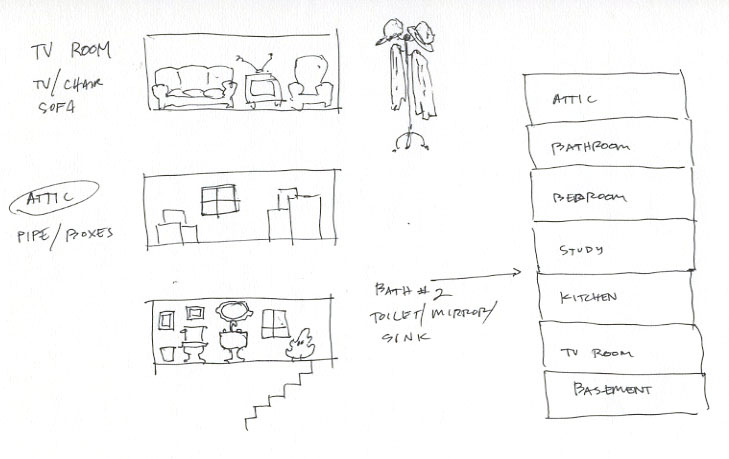 TV ROOM
TV/CHAIR
SOFA
ATTIC
PIPE/BOXES
BATH #2
TOILET/MIRROR/
SINK
ATTIC
BATHROOM
BEDROOM
STUDY
KITCHEN
TV ROOM
BASEMENT